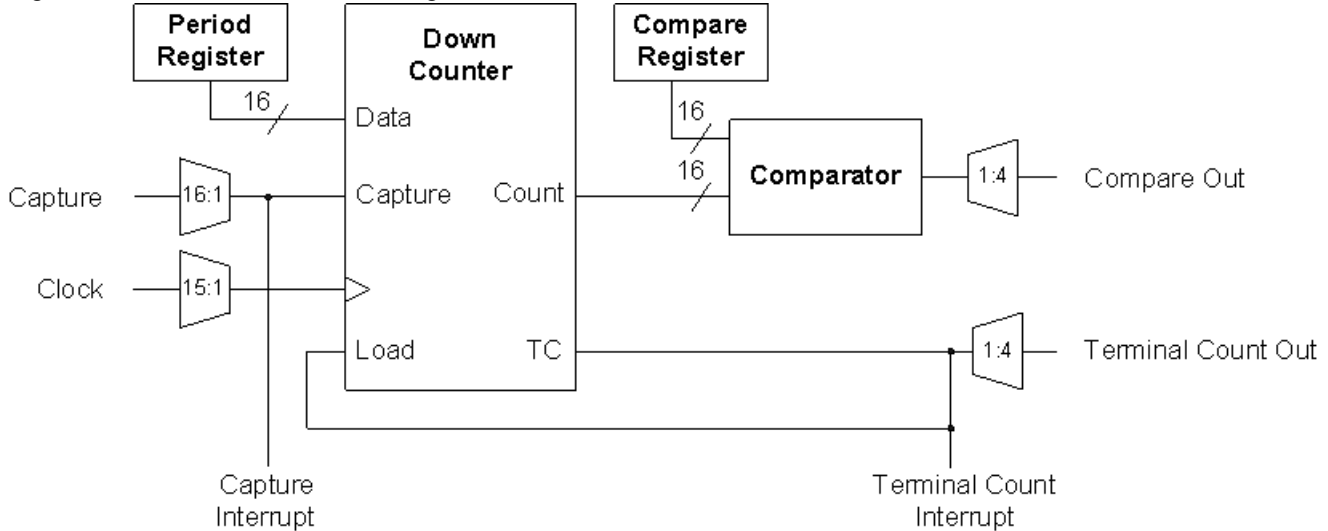 Period
Register
Down
Counter
Compare
Register
16
Data
16
16
Comparator
1:4
Compare Out
Capture
16:1
Capture
Count
Clock
15:1
Load
TC
1:4
Terminal Count Out
Capture
Interrupt
Terminal Count
Interrupt